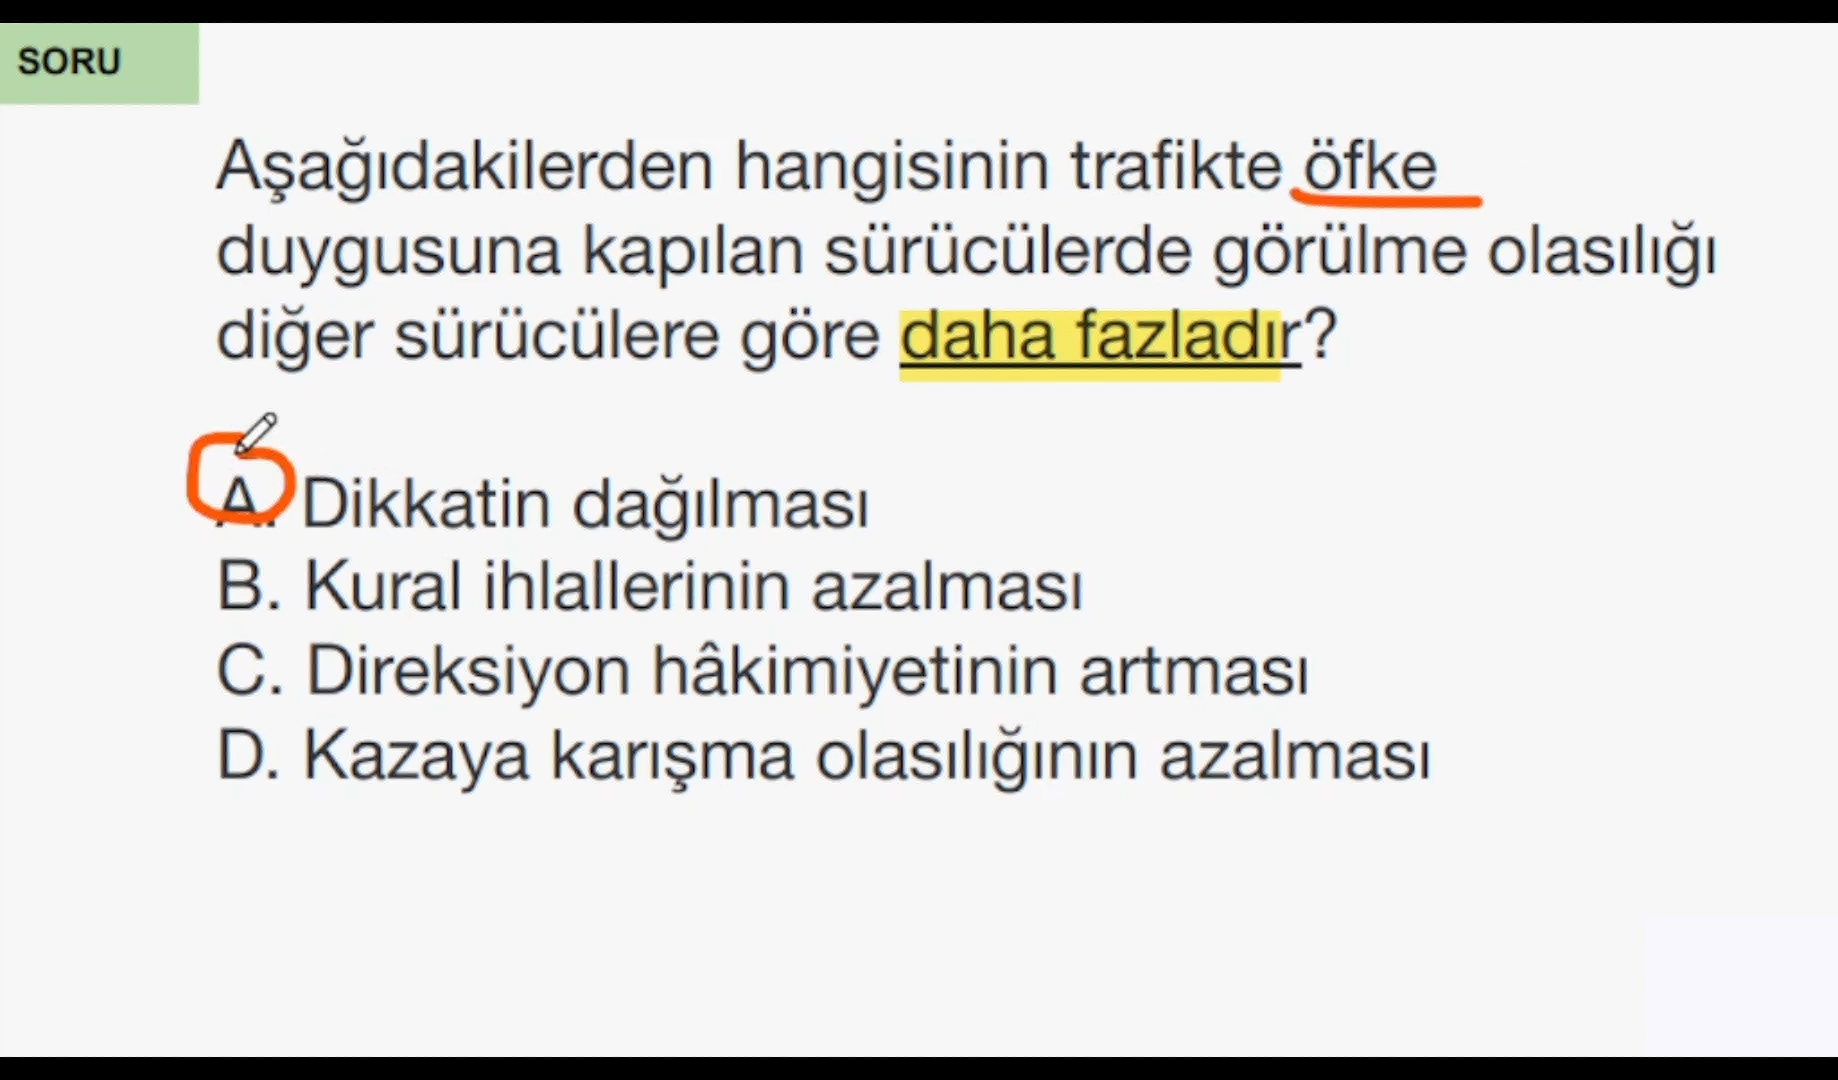 SORU
Aşağıdakilerden hangisinin trafikte öfke
duygusuna kapılan sürücülerde görülme olasılığı
diğer sürücülere göre daha fazladır?
A. Dikkatin dağılması
B. Kural ihlallerinin azalması
C. Direksiyon hâkimiyetinin artması
D. Kazaya karışma olasılığının azalması